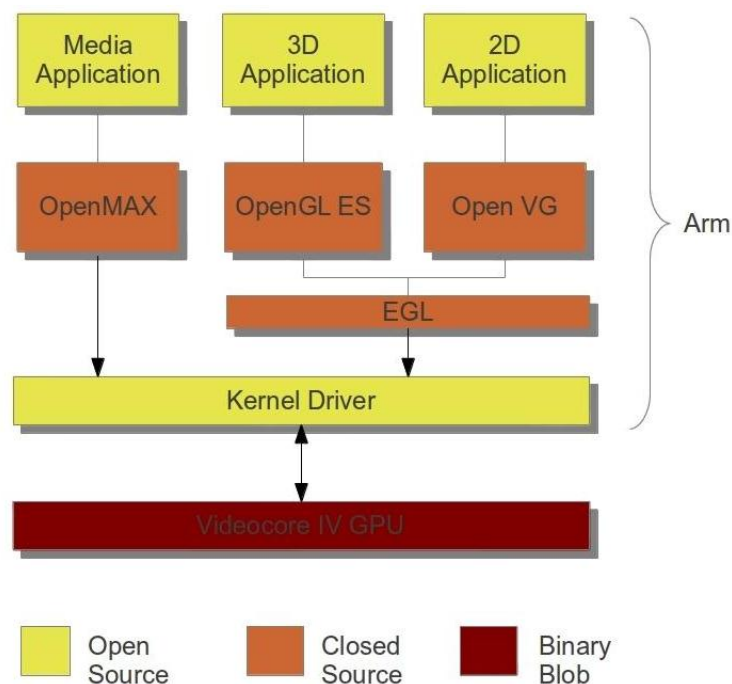 Media
Application
3D
Application
2D
Application
OpenMAX
OpenGL ES
Open VG
Arm
EGL
Kernel Driver
Videocore IV GPU
Open
Source
Closed
Source
Binary
Blob